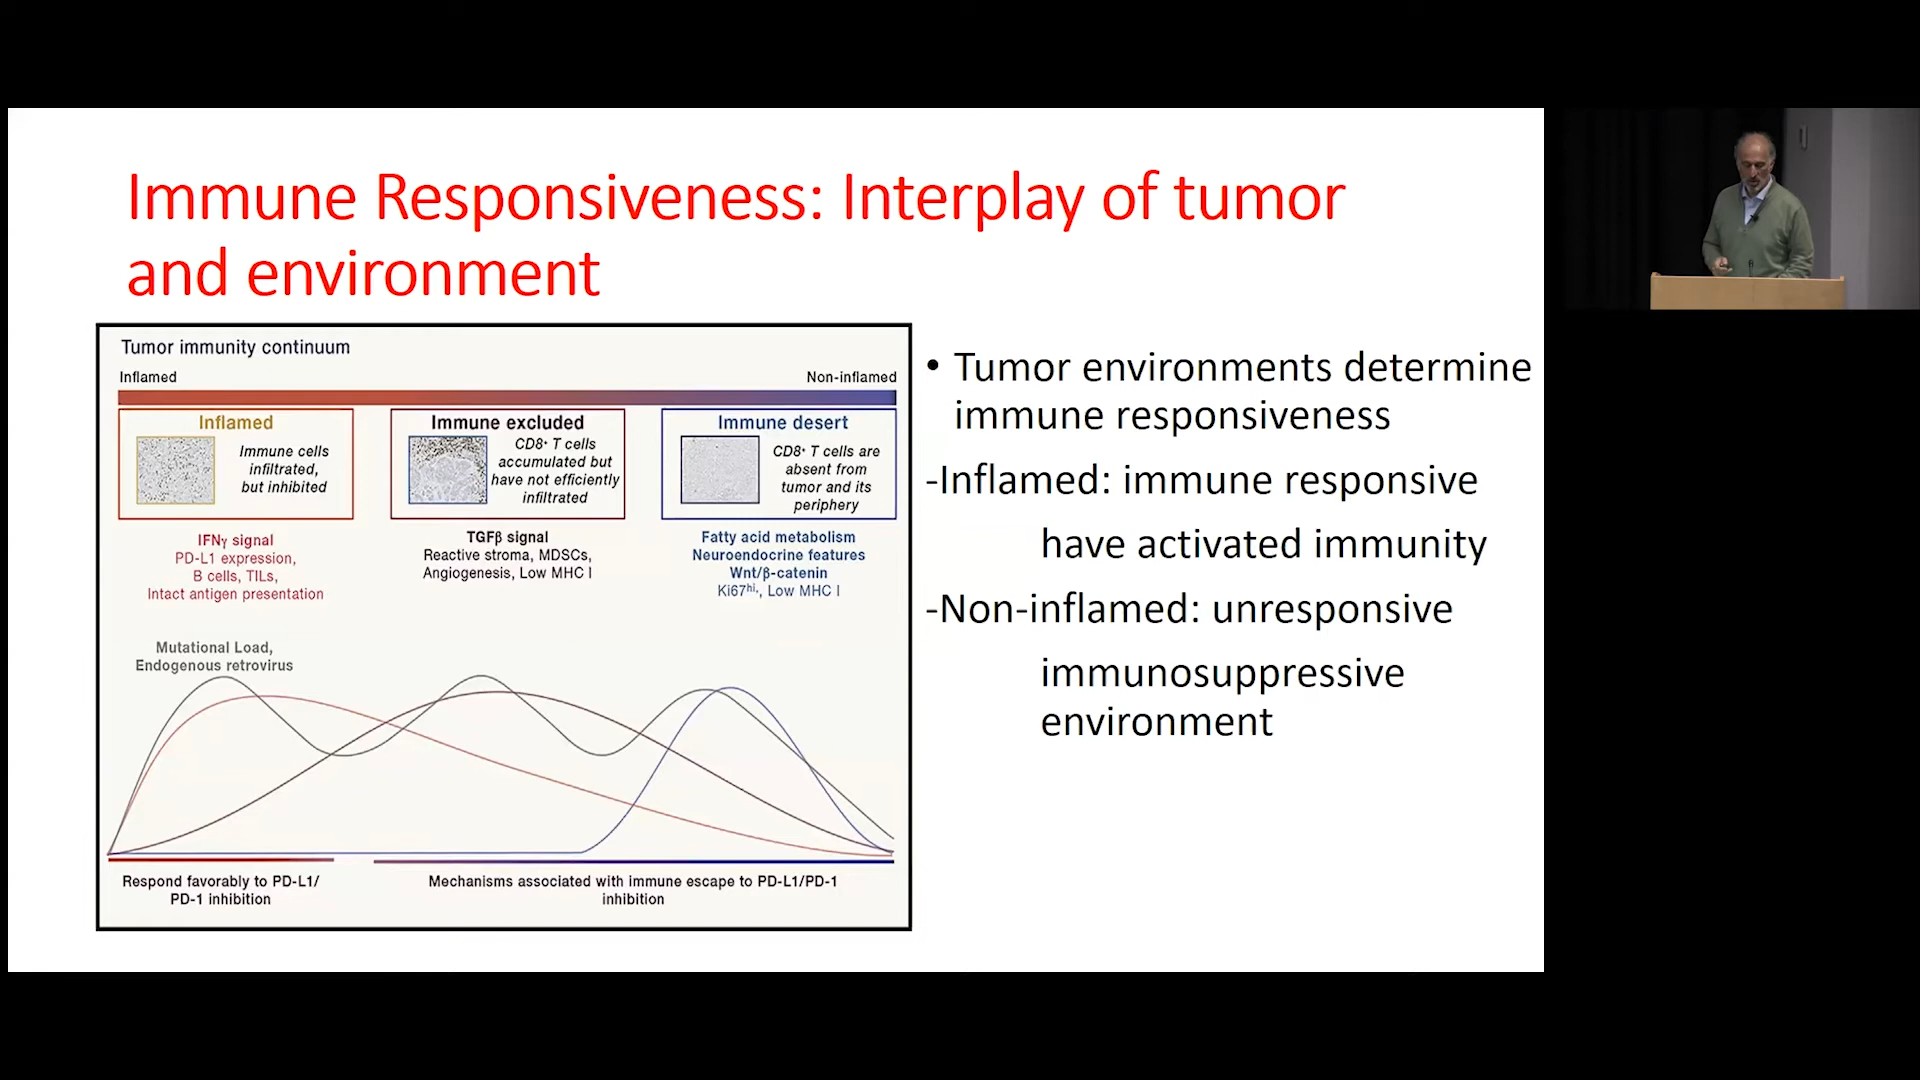 Immune Responsiveness: Interplay of tumor
and environment
Tumor immunity continuum
Inflamed
Non-inflamed
Inflamed
Immune cells
infiltrated,
but inhibited
Immune excluded
CD8+ T cells
accumulated but
have not efficiently
infiltrated
Immune desert
CD8+ T cells are
absent from
tumor and its
periphery
IFNγ signal
PD-L1 expression,
B cells, TILs,
Intact antigen presentation
TGFβ signal
Reactive stroma, MDSCs,
Angiogenesis, Low MHC I
Fatty acid metabolism
Neuroendocrine features
Wnt/β-catenin
Ki67hi,, Low MHC I
Mutational Load,
Endogenous retrovirus
Respond favorably to PD-L1/
PD-1 inhibition
Mechanisms associated with immune escape to PD-L1/PD-1
inhibition
• Tumor environments determine
immune responsiveness
-Inflamed: immune responsive
have activated immunity
-Non-inflamed: unresponsive
immunosuppressive
environment